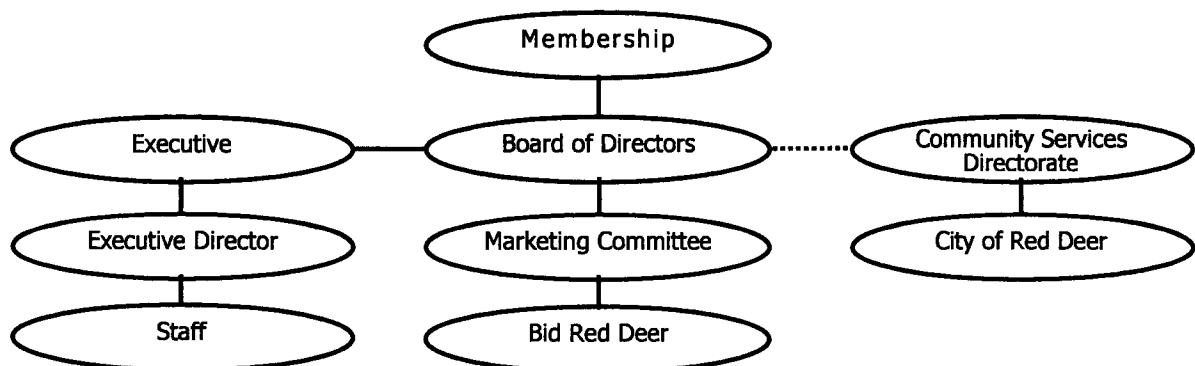 Membership
Executive
Board of Directors
Community Services
Directorate
Executive Director
Marketing Committee
City of Red Deer
Staff
Bid Red Deer